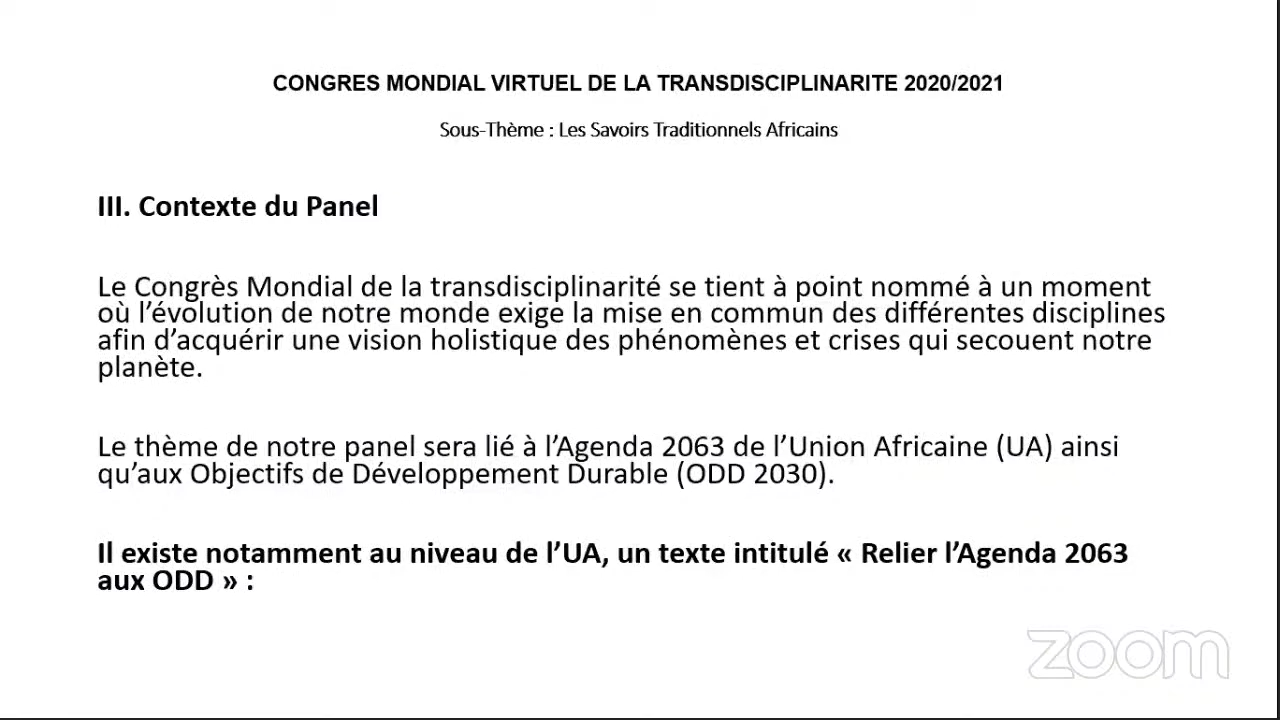 CONGRES MONDIAL VIRTUEL DE LA TRANSDISCIPLINARITE 2020/2021
Sous-Thème : Les Savoirs Traditionnels Africains
III. Contexte du Panel
Le Congrès Mondial de la transdisciplinarité se tient à point nommé à un moment
où l’évolution de notre monde exige la mise en commun des différentes disciplines
afin d’acquérir une vision holistique des phénomènes et crises qui secouent notre
planète.
Le thème de notre panel sera lié à l’Agenda 2063 de l’Union Africaine (UA) ainsi
qu’aux Objectifs de Développement Durable (ODD 2030).
Il existe notamment au niveau de l’UA, un texte intitulé « Relier l’Agenda 2063
aux ODD » :
zoom